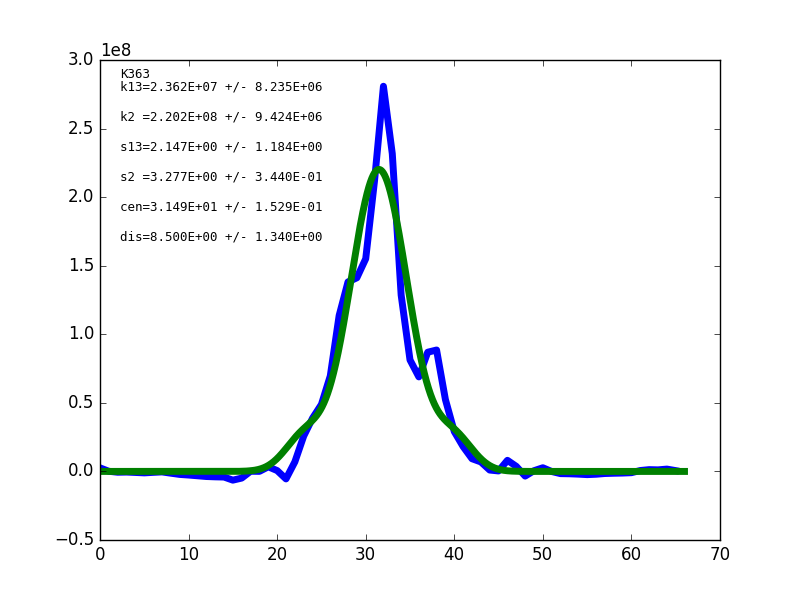 1e8
3.0
K363
k13=2.362E+07 +/- 8.235E+06
2.5
k2 =2.202E+08 +/- 9.424E+06
s13=2.147E+00 +/- 1.184E+00
2.0
s2 =3.277E+00 +/- 3.440E-01
cen=3.149E+01 +/- 1.529E-01
dis=8.500E+00 +/- 1.340E+00
1.5
1.0
0.5
0.0
−0.5
0 10 20 30 40 50 60 70